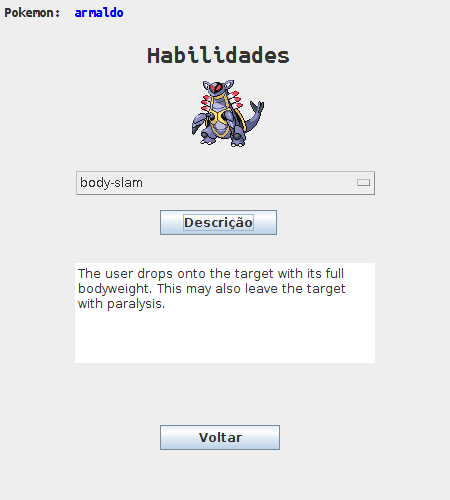 Pokemon: armaldo
Habilidades
body-slam
Descrição
The user drops onto the target with its full
bodyweight. This may also leave the target
with paralysis.
Voltar